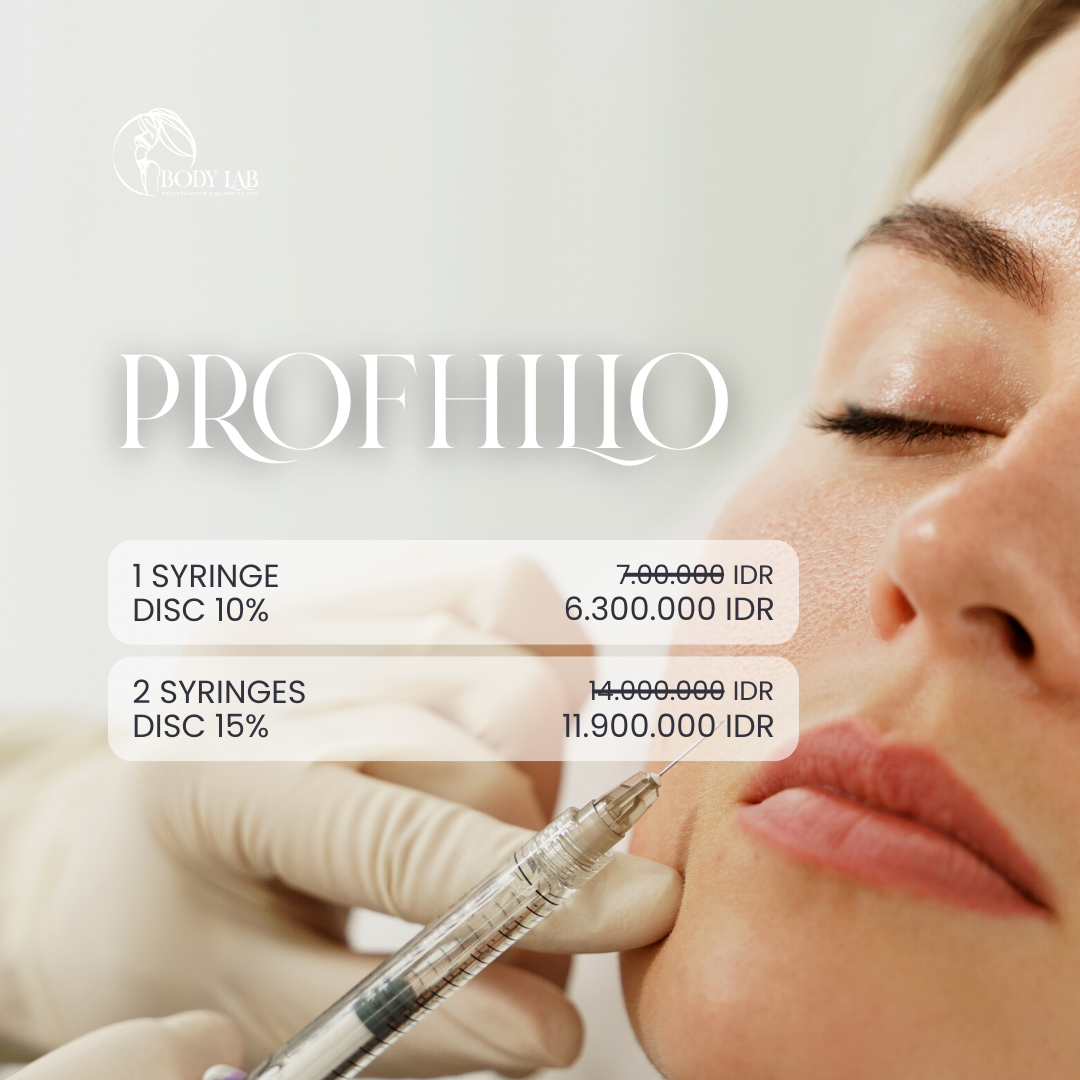 BODY LAB
PROFHILO
1 SYRINGE
DISC 10%
7.00.000 IDR
6.300.000 IDR
2 SYRINGES
DISC 15%
14.000.000 IDR
11.900.000 IDR